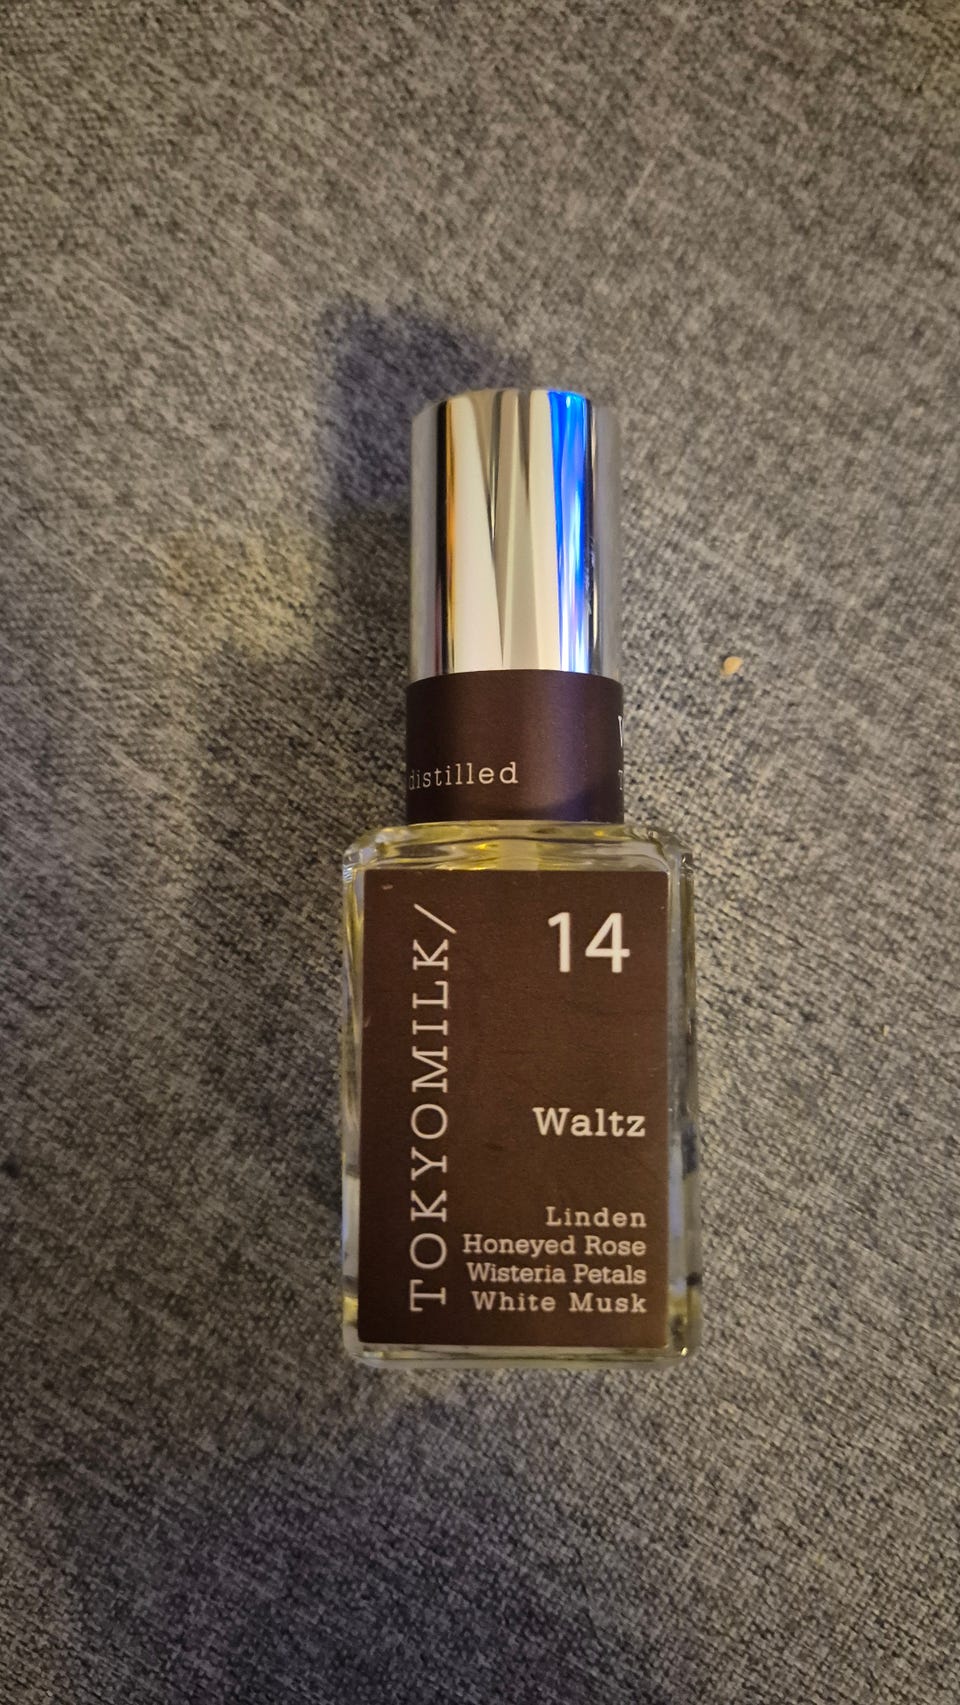 distilled
TOKYOMILK/
14
Waltz
Linden
Honeyed Rose
Wisteria Petals
White Musk